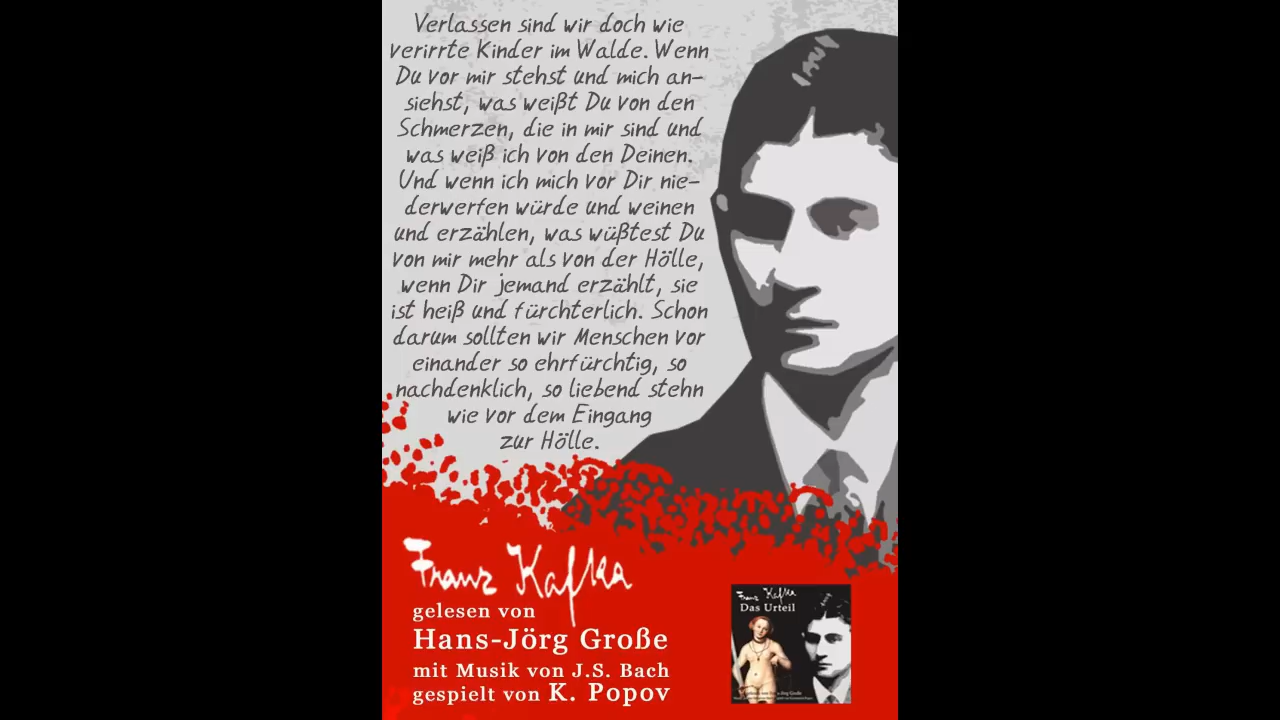 Verlassen sind wir doch wie
verirrte Kinder im Walde. Wenn
Du vor mir stehst und mich an-
siehst, was weißt Du von den
Schmerzen, die in mir sind und
was weiß ich von den Deinen.
Und wenn ich mich vor Dir nie-
derwerfen würde und weinen
und erzählen, was wüßtest Du
von mir mehr als von der Hölle,
wenn Dir jemand erzählt, sie
ist heiß und fürchterlich. Schon
darum sollten wir Menschen vor
einander so ehrfürchtig, so
nachdenklich, so liebend stehn
wie vor dem Eingang
zur Hölle.
Franz Kafka
gelesen von
Hans-Jörg Große
mit Musik von J.S. Bach
gespielt von K. Popov
Franz Kafka
Das Urteil